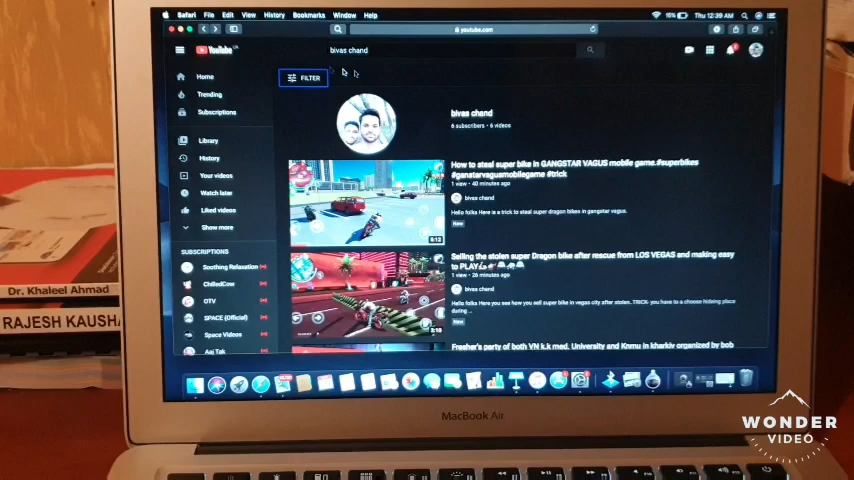 Safari File Edit View History Bookmarks Window Help
16% Thu 12:39 AM
youtube.com
YouTube
bivas chand
FILTER
Home
Trending
Subscriptions
Library
History
Your videos
Watch later
Liked videos
Show more
SUBSCRIPTIONS
Soothing Relaxation
ChilledCow
OTV
SPACE (Official)
Space Videos
Aaj Tak
bivas chand
6 subscribers • 6 videos
How to steal super bike in GANGSTAR VAGUS mobile game.#superbikes
#ganstarvaguamobilegame #trick
1 view • 40 minutes ago
bivas chand
Hello folks Here is a trick to steal super dragon bikes in gangstar vagus.
New
Selling the stolen super Dragon bike after rescue from LOS VEGAS and making easy
to PLAY
1 view • 26 minutes ago
bivas chand
Hello folks Here you see how you sell super bike in vegas city after stolen. TRICK- you have to a choose hideing place
during ...
New
Fresher's party of both VN k.k med. University and Knmu in kharkiv organized by bob
Dr. Khaleel Ahmad
RAJESH KAUSHA
MacBook Air
WONDER
VIDEO